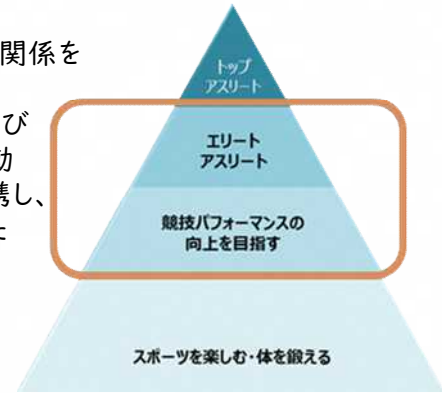 関係を
び
動
携し、
た
トップ
アスリート
エリート
アスリート
競技パフォーマンスの
向上を目指す
スポーツを楽しむ・体を鍛える